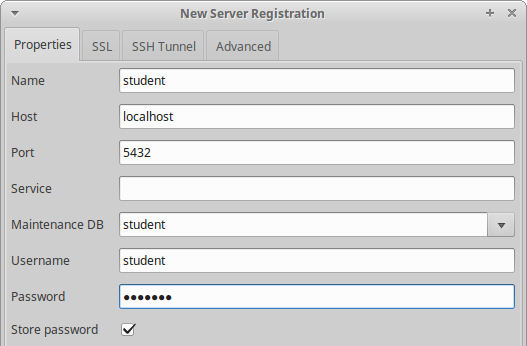 New Server Registration
Properties SSL SSH Tunnel Advanced
Name student
Host localhost
Port 5432
Service
Maintenance DB student
Username student
Password ●●●●●●●
Store password